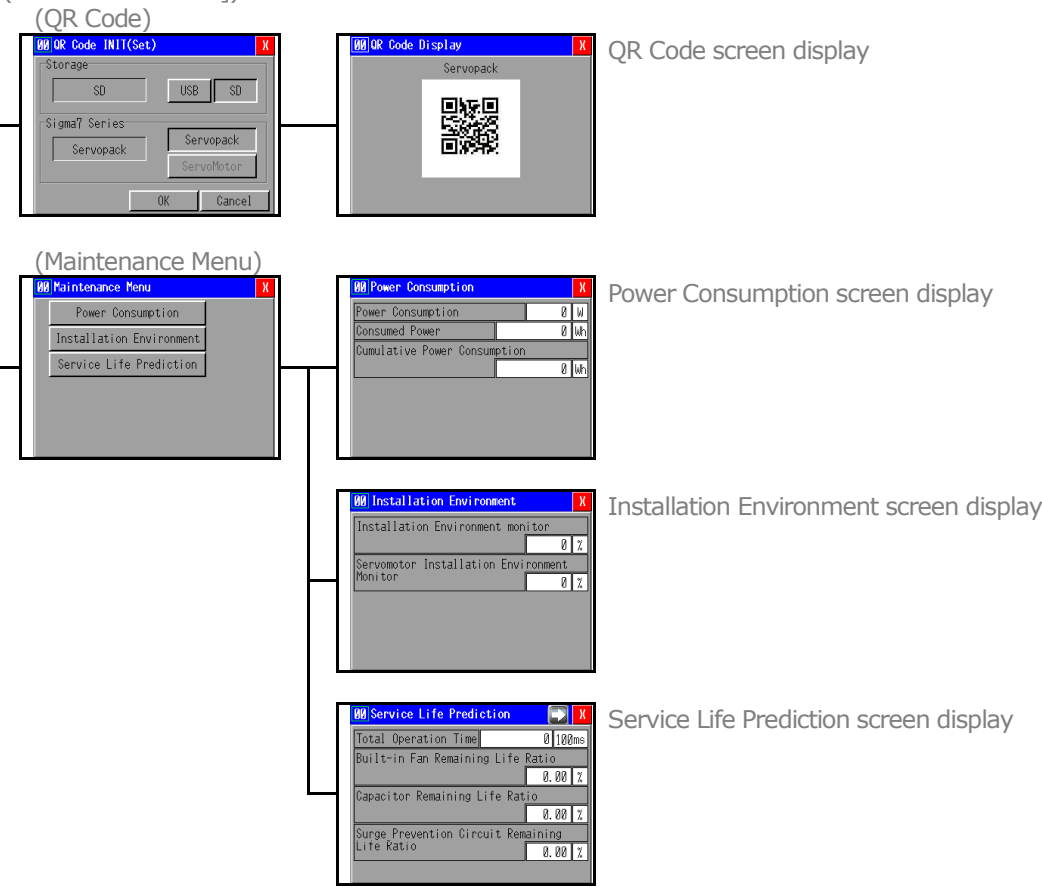 (QR Code)
00 QR Code INIT(Set) X
Storage
SD USB SD
Sigma7 Series
Servopack Servopack
ServoMotor
OK Cancel
00 QR Code Display X
Servopack
QR Code screen display
(Maintenance Menu)
00 Maintenance Menu X
Power Consumption
Installation Environment
Service Life Prediction
00 Power Consumption X
Power Consumption 0 W
Consumed Power 0 Wh
Cumulative Power Consumption
0 Wh
Power Consumption screen display
00 Installation Environment X
Installation Environment monitor
0 %
Servomotor Installation Environment
Monitor
0 %
Installation Environment screen display
00 Service Life Prediction X
Total Operation Time 0 100ms
Built-in Fan Remaining Life Ratio
0.00 %
Capacitor Remaining Life Ratio
0.00 %
Surge Prevention Circuit Remaining
Life Ratio
0.00 %
Service Life Prediction screen display